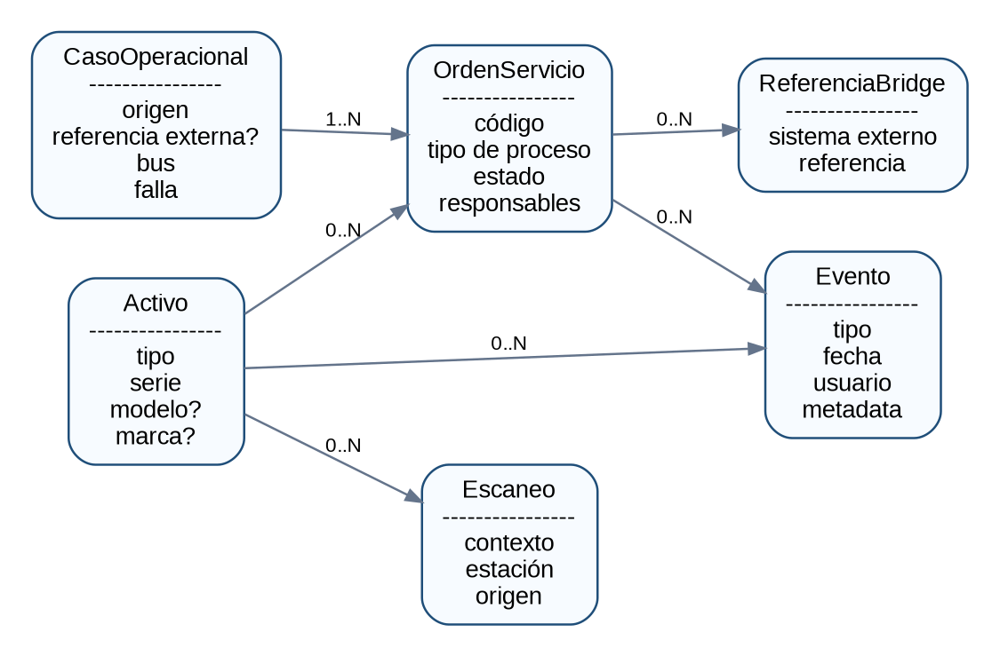 CasoOperacional
----------------
origen
referencia externa?
bus
falla
1..N
OrdenServicio
----------------
código
tipo de proceso
estado
responsables
0..N
ReferenciaBridge
----------------
sistema externo
referencia
0..N
0..N
Activo
----------------
tipo
serie
modelo?
marca?
0..N
Evento
----------------
tipo
fecha
usuario
metadata
0..N
Escaneo
----------------
contexto
estación
origen